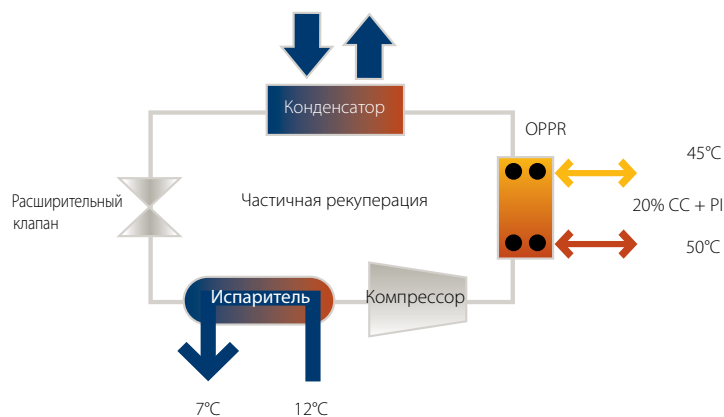 Конденсатор
OPPR
45°C
Расширительный
клапан
Частичная рекуперация
20% CC + PI
50°C
Испаритель
Компрессор
7°C
12°C